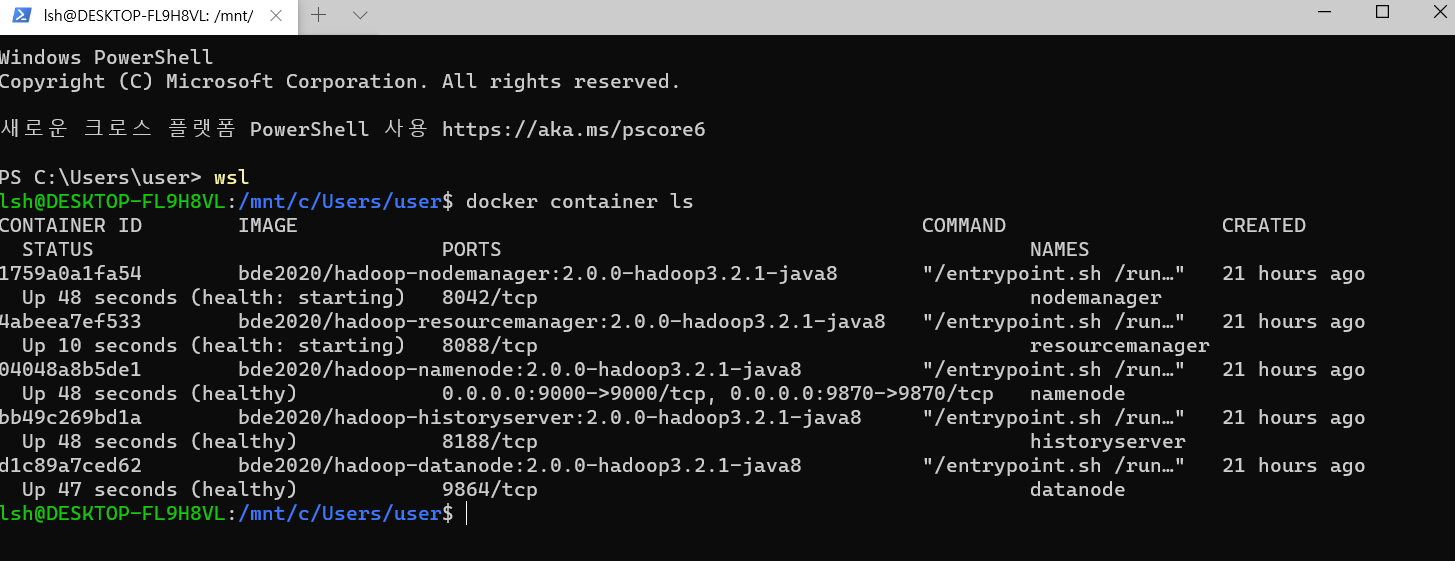 lsh@DESKTOP-FL9H8VL: /mnt/
Windows PowerShell
Copyright (C) Microsoft Corporation. All rights reserved.
새로운 크로스 플랫폼 PowerShell 사용 https://aka.ms/pscore6
PS C:\Users\user> wsl
lsh@DESKTOP-FL9H8VL:/mnt/c/Users/user$ docker container ls
CONTAINER ID IMAGE COMMAND CREATED
STATUS PORTS NAMES
1759a0a1fa54 bde2020/hadoop-nodemanager:2.0.0-hadoop3.2.1-java8 "/entrypoint.sh /run…" 21 hours ago
Up 48 seconds (health: starting) 8042/tcp nodemanager
4abeea7ef533 bde2020/hadoop-resourcemanager:2.0.0-hadoop3.2.1-java8 "/entrypoint.sh /run…" 21 hours ago
Up 10 seconds (health: starting) 8088/tcp resourcemanager
04048a8b5de1 bde2020/hadoop-namenode:2.0.0-hadoop3.2.1-java8 "/entrypoint.sh /run…" 21 hours ago
Up 48 seconds (healthy) 0.0.0.0:9000->9000/tcp, 0.0.0.0:9870->9870/tcp namenode
bb49c269bd1a bde2020/hadoop-historyserver:2.0.0-hadoop3.2.1-java8 "/entrypoint.sh /run…" 21 hours ago
Up 48 seconds (healthy) 8188/tcp historyserver
d1c89a7ced62 bde2020/hadoop-datanode:2.0.0-hadoop3.2.1-java8 "/entrypoint.sh /run…" 21 hours ago
Up 47 seconds (healthy) 9864/tcp datanode
lsh@DESKTOP-FL9H8VL:/mnt/c/Users/user$